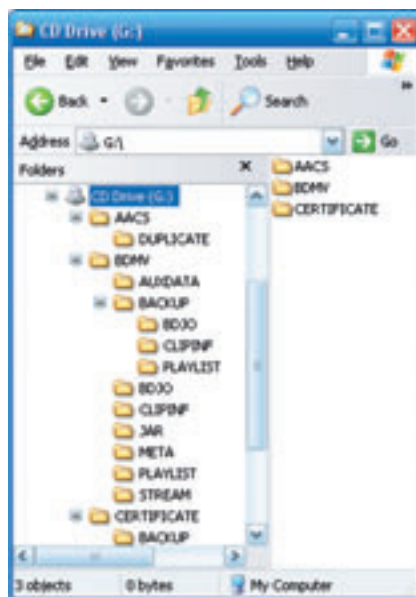 CD Drive (G:)
File Edit View Favorites Tools Help
Back Search
Address G:\ Go
Folders
CD Drive (G:)
AACS
DUPLICATE
BDMV
AUXDATA
BACKUP
BDJO
CLIPINF
PLAYLIST
BDJO
CLIPINF
JAR
META
PLAYLIST
STREAM
CERTIFICATE
BACKUP
AACS
BDMV
CERTIFICATE
3 objects 0 bytes My Computer